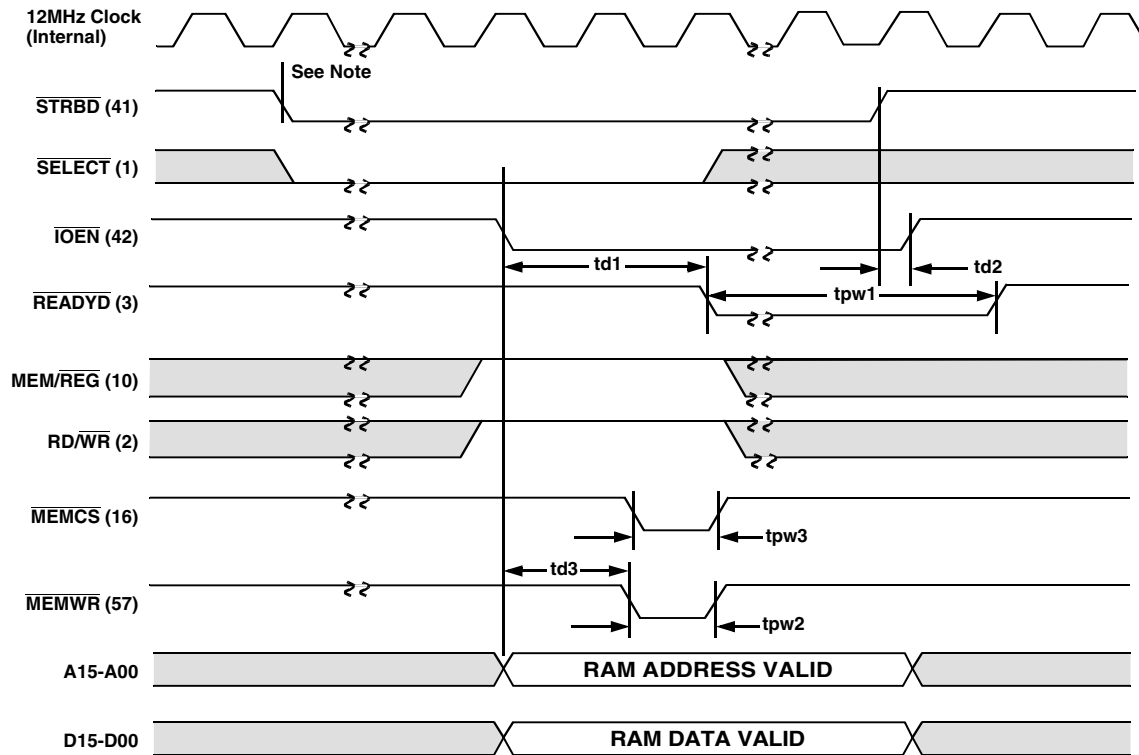 12MHz Clock
(Internal)
See Note
STRBD (41)
SELECT (1)
IOEN (42)
td1
td2
READYD (3)
tpw1
MEM/REG (10)
RD/WR (2)
MEMCS (16)
tpw3
td3
MEMWR (57)
tpw2
A15-A00
RAM ADDRESS VALID
D15-D00
RAM DATA VALID